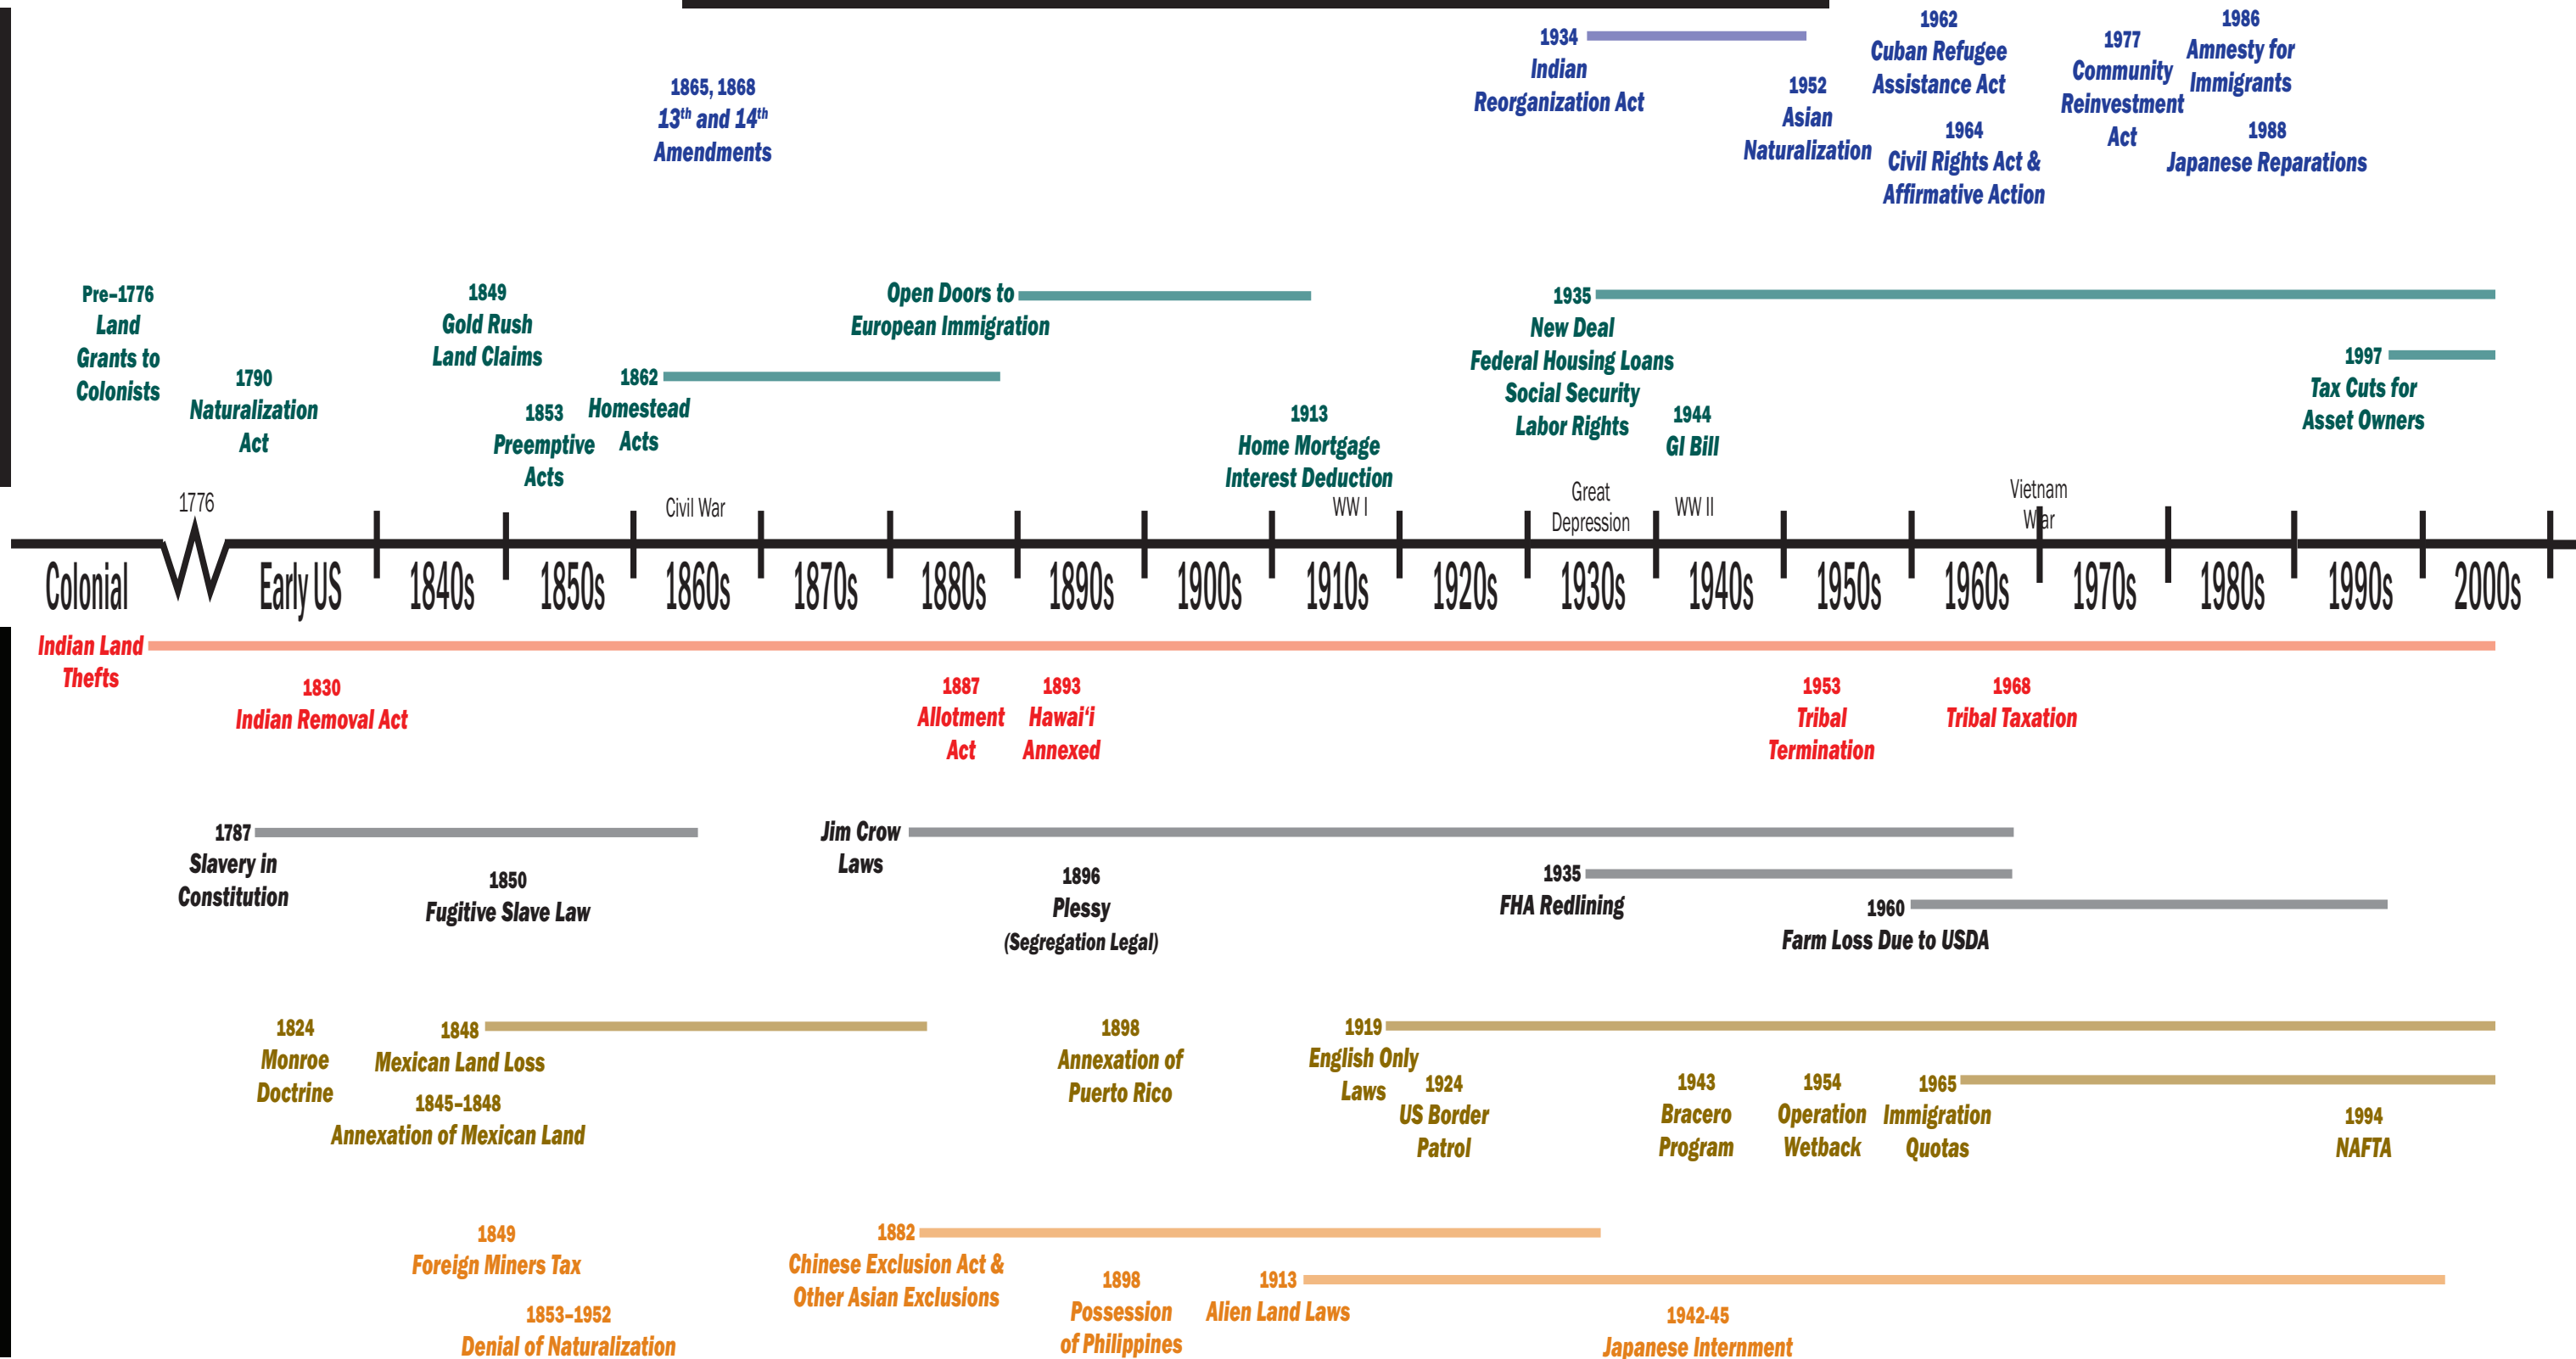 1865, 1868
13th and 14th
Amendments
1934
Indian
Reorganization Act
1952
Asian
Naturalization
1962
Cuban Refugee
Assistance Act
1964
Civil Rights Act &
Affirmative Action
1977
Community
Reinvestment
Act
1986
Amnesty for
Immigrants
1988
Japanese Reparations
Pre–1776
Land
Grants to
Colonists
1790
Naturalization
Act
1849
Gold Rush
Land Claims
1853
Preemptive
Acts
1862
Homestead
Acts
Open Doors to
European Immigration
1913
Home Mortgage
Interest Deduction
1935
New Deal
Federal Housing Loans
Social Security
Labor Rights
1944
GI Bill
1997
Tax Cuts for
Asset Owners
1776
Civil War
WW I
Great
Depression
WW II
Vietnam
War
Colonial
Early US
1840s
1850s
1860s
1870s
1880s
1890s
1900s
1910s
1920s
1930s
1940s
1950s
1960s
1970s
1980s
1990s
2000s
Indian Land
Thefts
1830
Indian Removal Act
1887
Allotment
Act
1893
Hawai‘i
Annexed
1953
Tribal
Termination
1968
Tribal Taxation
1787
Slavery in
Constitution
1850
Fugitive Slave Law
Jim Crow
Laws
1896
Plessy
(Segregation Legal)
1935
FHA Redlining
1960
Farm Loss Due to USDA
1824
Monroe
Doctrine
1848
Mexican Land Loss
1845–1848
Annexation of Mexican Land
1898
Annexation of
Puerto Rico
1919
English Only
Laws
1924
US Border
Patrol
1943
Bracero
Program
1954
Operation
Wetback
1965
Immigration
Quotas
1994
NAFTA
1849
Foreign Miners Tax
1853–1952
Denial of Naturalization
1882
Chinese Exclusion Act &
Other Asian Exclusions
1898
Possession
of Philippines
1913
Alien Land Laws
1942-45
Japanese Internment